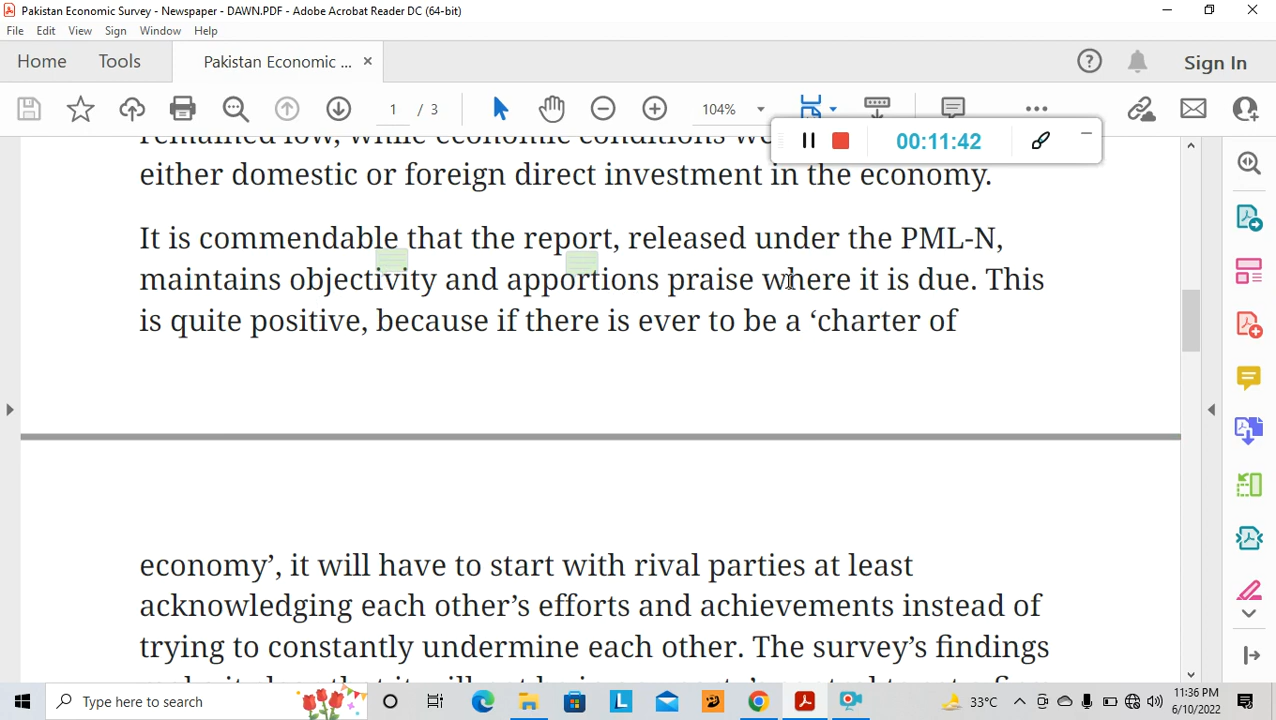 Pakistan Economic Survey - Newspaper - DAWN.PDF - Adobe Acrobat Reader DC (64-bit)
File Edit View Sign Window Help
Home Tools Pakistan Economic ... Sign In
1 / 3 104%
00:11:42
either domestic or foreign direct investment in the economy.
It is commendable that the report, released under the PML-N,
maintains objectivity and apportions praise where it is due. This
is quite positive, because if there is ever to be a ‘charter of
economy’, it will have to start with rival parties at least
acknowledging each other’s efforts and achievements instead of
trying to constantly undermine each other. The survey’s findings
Type here to search
33°C
11:36 PM
6/10/2022